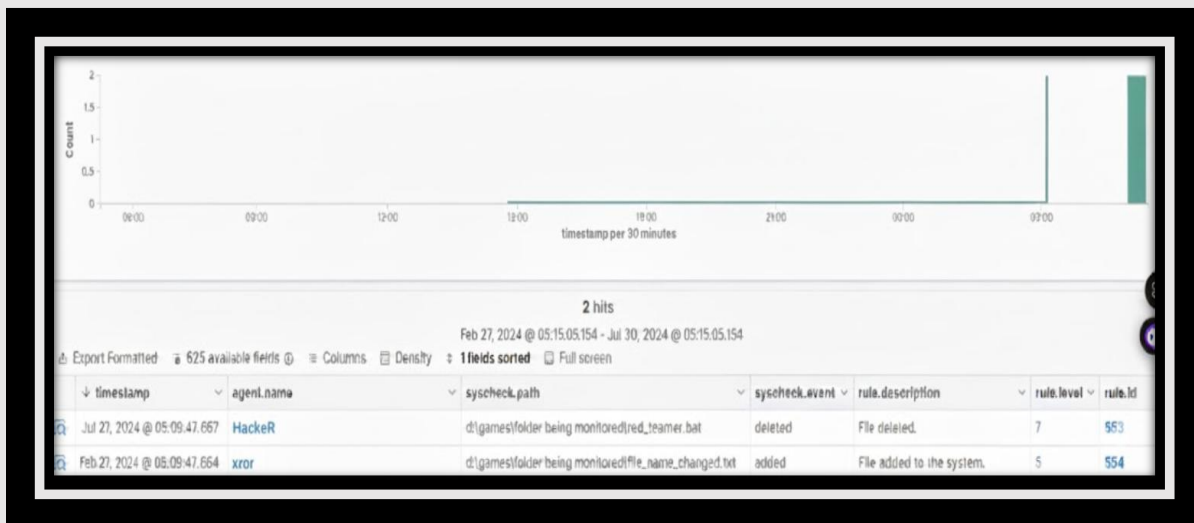 2
1.5
1
0.5
0
Count
06:00 09:00 12:00 19:00 21:00 00:00 03:00
timestamp per 30 minutes
2 hits
Feb 27, 2024 @ 05:15:05.154 - Jul 30, 2024 @ 05:15:05.154
Export Formatted 625 available fields Columns Density 1 fields sorted Full screen
timestamp agent.name syscheck.path syscheck.event rule.description rule.level rule.id
Jul 27, 2024 @ 05:09:47.667 HackeR d:\games\folder being monitored\red_teamer.bat deleted File deleted. 7 553
Feb 27, 2024 @ 05:09:47.664 xror d:\games\folder being monitored\file_name_changed.txt added File added to the system. 5 554